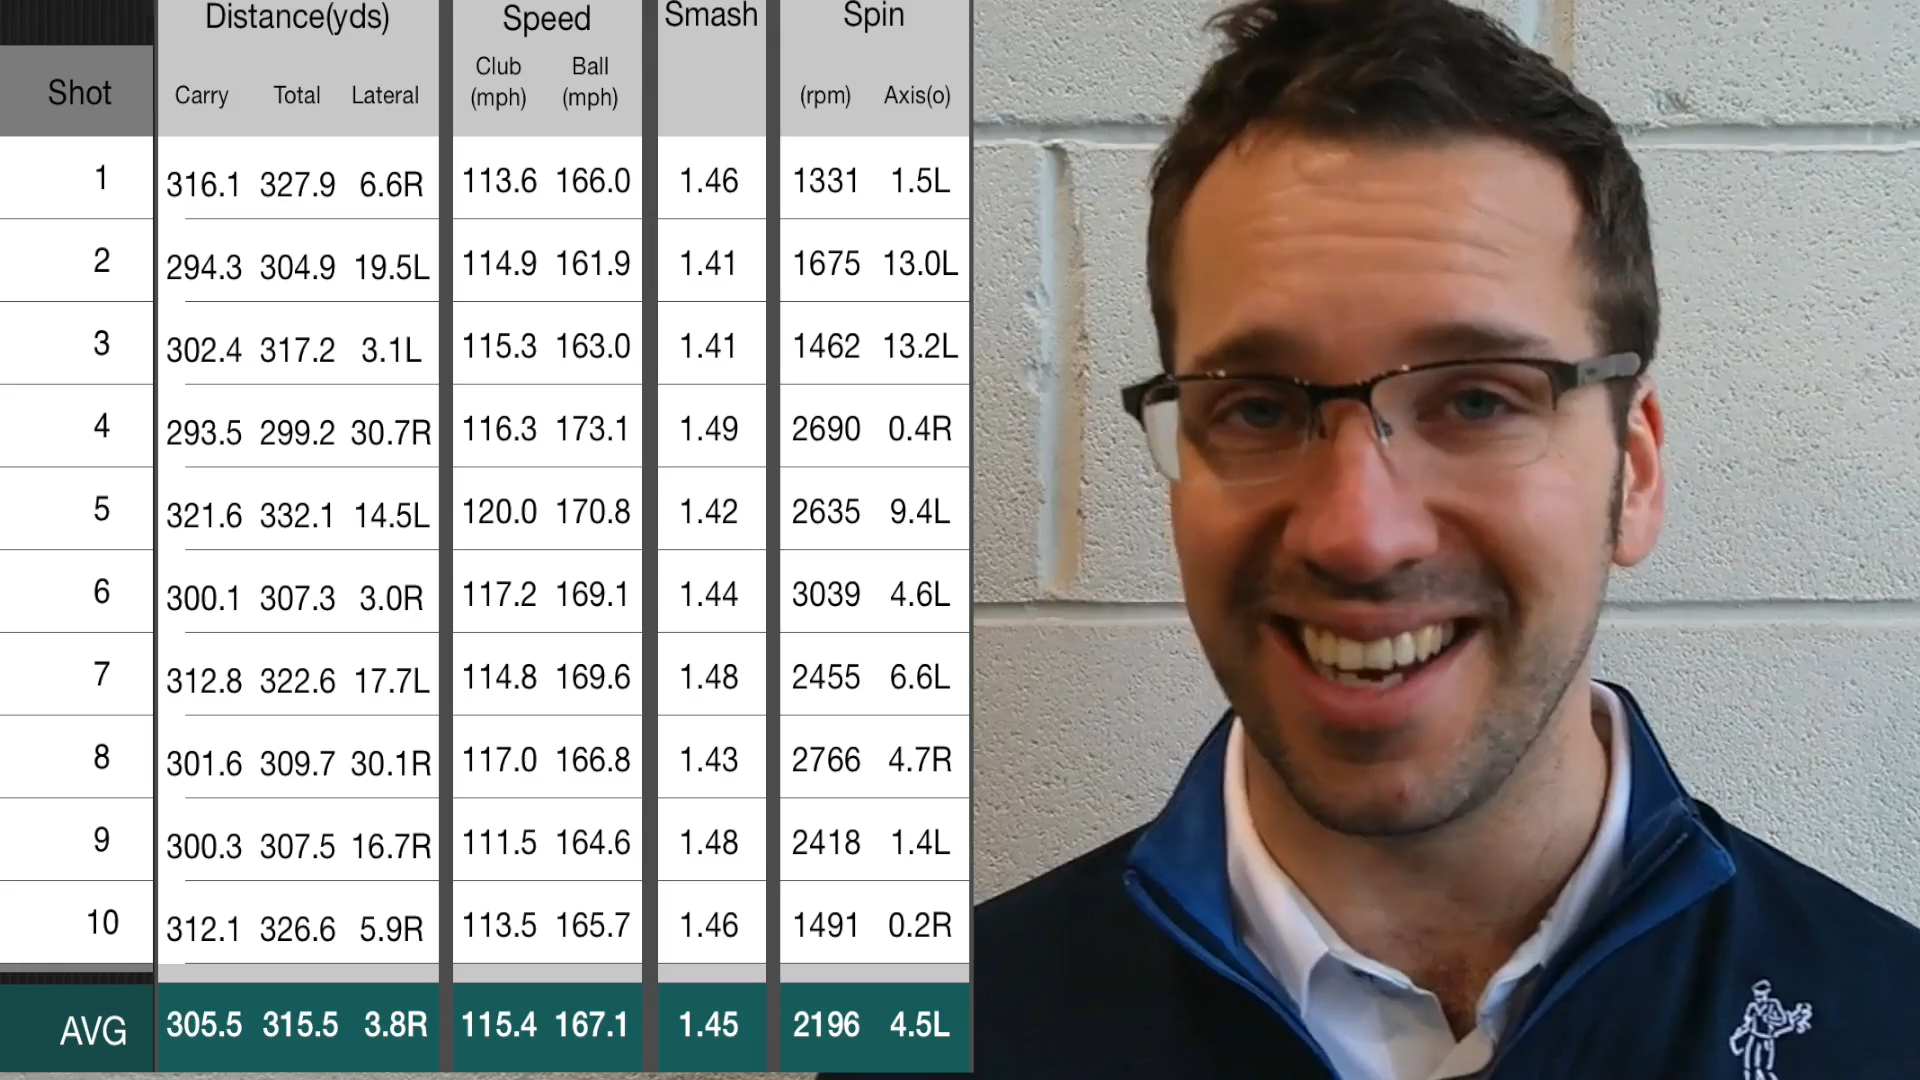 Distance(yds) Speed Smash Spin
Club Ball
Shot Carry Total Lateral (mph) (mph) (rpm) Axis(o)
1 316.1 327.9 6.6R 113.6 166.0 1.46 1331 1.5L
2 294.3 304.9 19.5L 114.9 161.9 1.41 1675 13.0L
3 302.4 317.2 3.1L 115.3 163.0 1.41 1462 13.2L
4 293.5 299.2 30.7R 116.3 173.1 1.49 2690 0.4R
5 321.6 332.1 14.5L 120.0 170.8 1.42 2635 9.4L
6 300.1 307.3 3.0R 117.2 169.1 1.44 3039 4.6L
7 312.8 322.6 17.7L 114.8 169.6 1.48 2455 6.6L
8 301.6 309.7 30.1R 117.0 166.8 1.43 2766 4.7R
9 300.3 307.5 16.7R 111.5 164.6 1.48 2418 1.4L
10 312.1 326.6 5.9R 113.5 165.7 1.46 1491 0.2R
AVG 305.5 315.5 3.8R 115.4 167.1 1.45 2196 4.5L